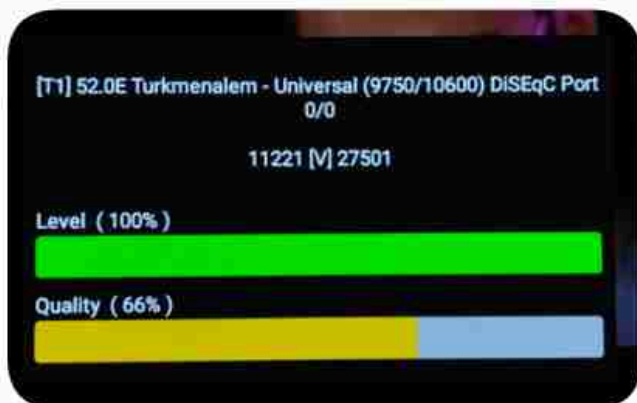 [T1] 52.0E Turkmenalem - Universal (9750/10600) DiSEqC Port
0/0
11221 [V] 27501
Level ( 100% )
Quality ( 66% )